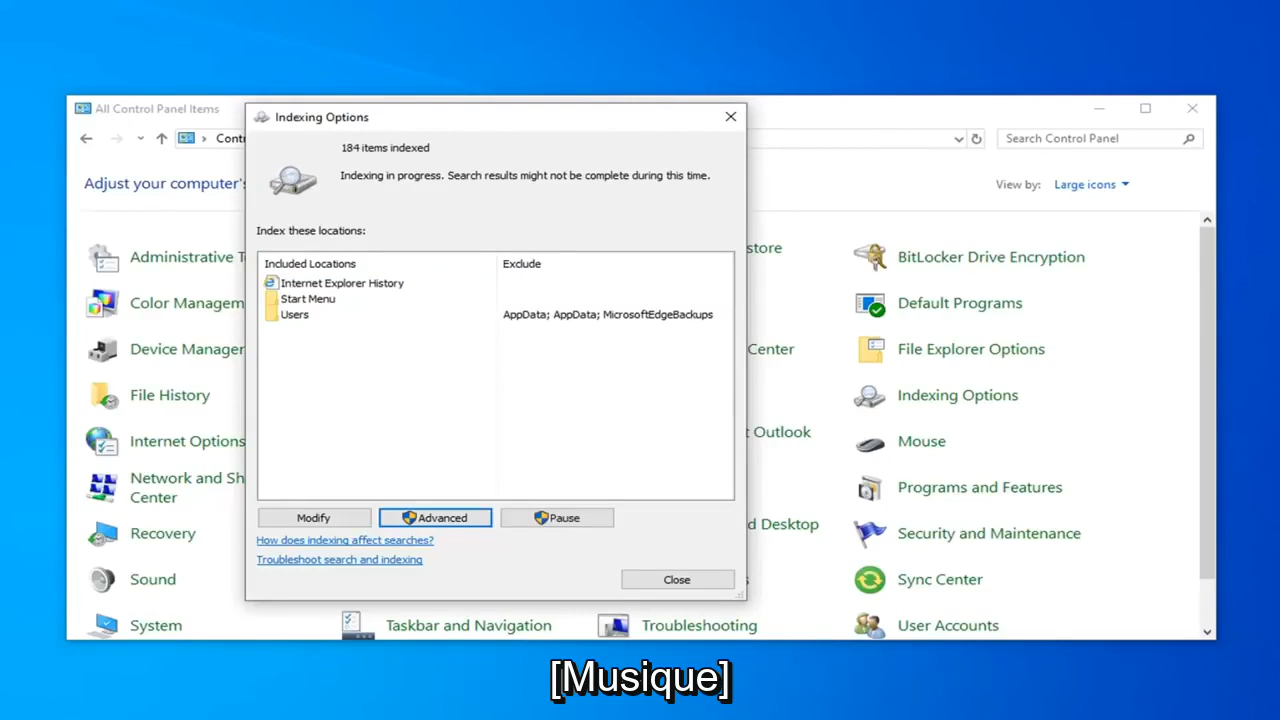 All Control Panel Items
Contr
Search Control Panel
Adjust your computer's
View by: Large icons
Indexing Options
184 items indexed
Indexing in progress. Search results might not be complete during this time.
Index these locations:
Included Locations Exclude
Internet Explorer History
Start Menu
Users AppData; AppData; MicrosoftEdgeBackups
Modify Advanced Pause
How does indexing affect searches?
Troubleshoot search and indexing
Close
Administrative T
store
BitLocker Drive Encryption
Color Managem
Default Programs
Device Manager
Center
File Explorer Options
File History
Indexing Options
Internet Options
t Outlook
Mouse
Network and Sh
Center
Programs and Features
Recovery
d Desktop
Security and Maintenance
Sound
Sync Center
System
Taskbar and Navigation
Troubleshooting
User Accounts
[Musique]